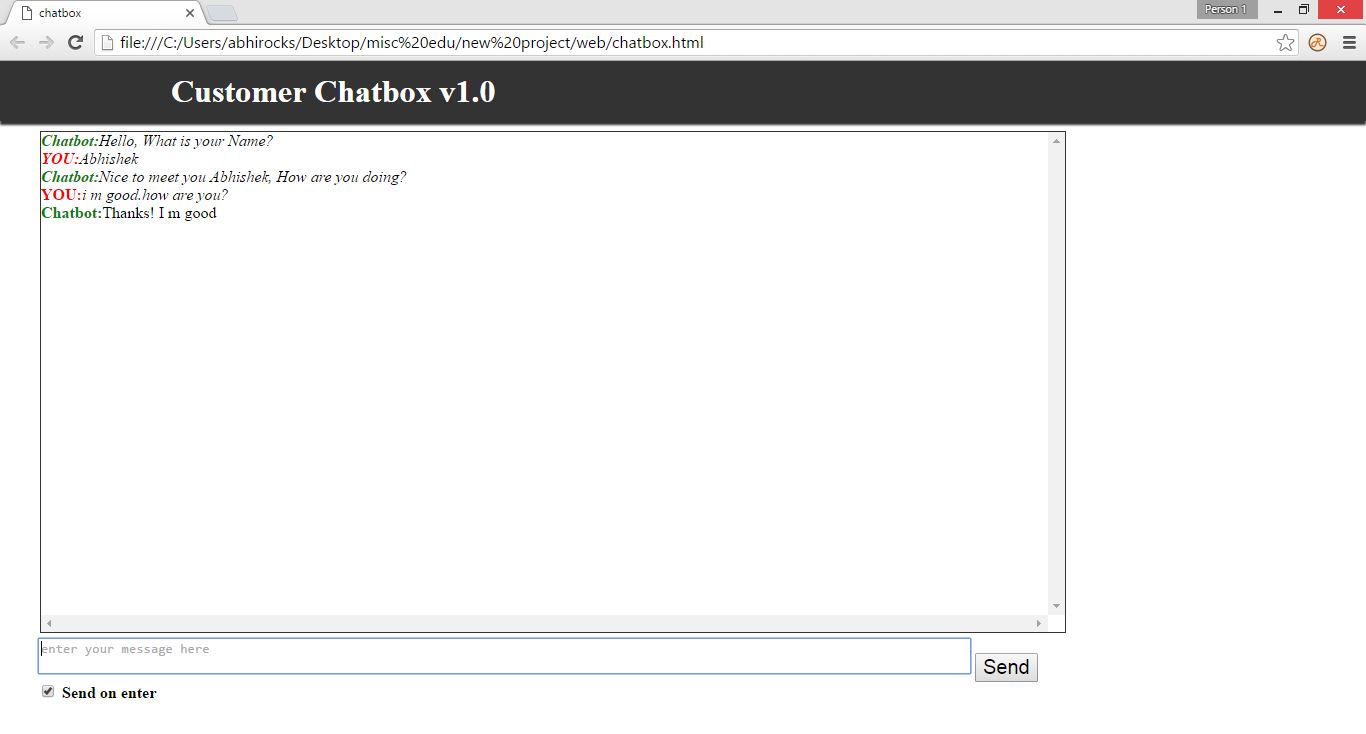 chatbox
Person 1
file:///C:/Users/abhirocks/Desktop/misc%20edu/new%20project/web/chatbox.html
Customer Chatbox v1.0
Chatbot:Hello, What is your Name?
YOU:Abhishek
Chatbot:Nice to meet you Abhishek, How are you doing?
YOU:i m good.how are you?
Chatbot:Thanks! I m good
enter your message here
Send
Send on enter